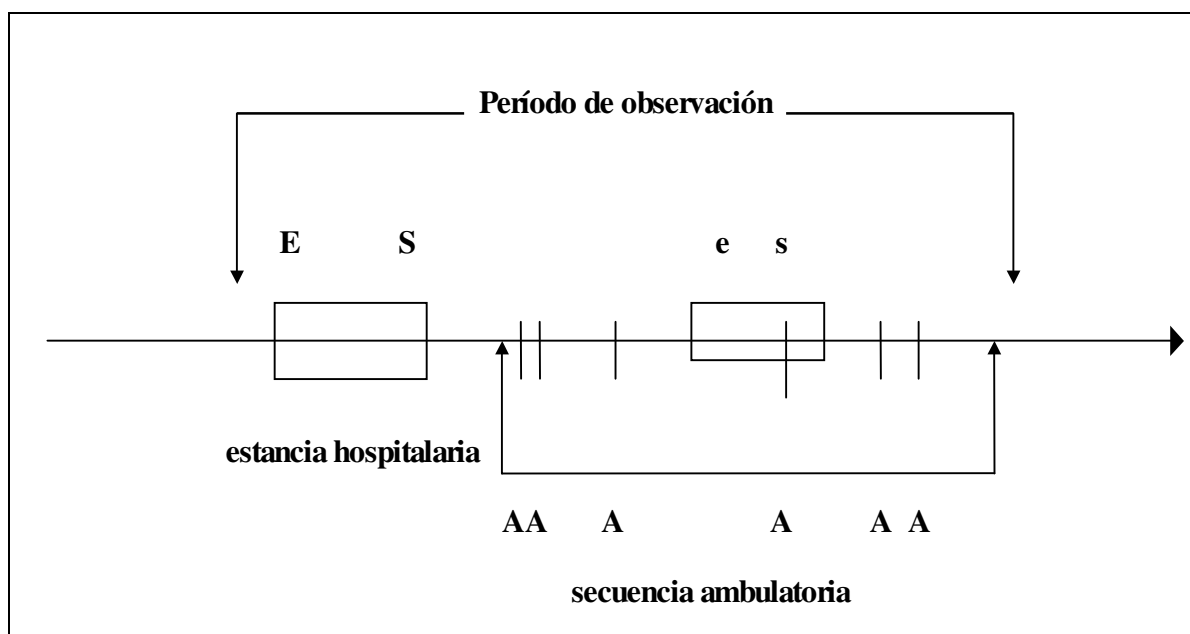 Período de observación
E S e s
estancia hospitalaria
AA A A A A
secuencia ambulatoria